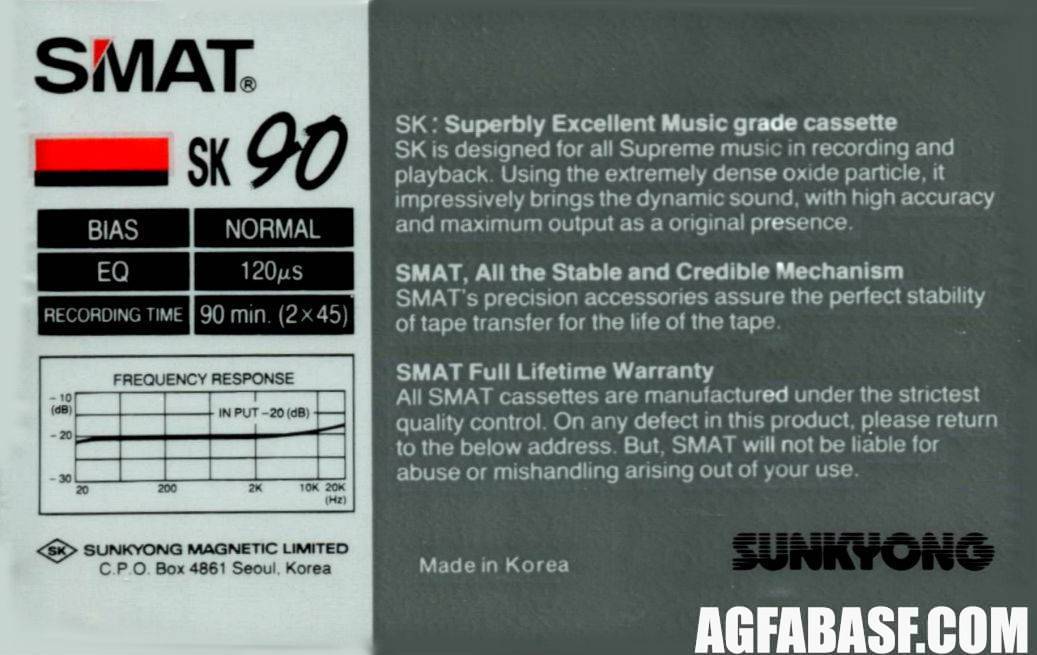 SMAT®
SK 90
BIAS NORMAL
EQ 120µs
RECORDING TIME 90 min. (2×45)
FREQUENCY RESPONSE
-10
(dB)
IN PUT -20 (dB)
-20
-30
20 200 2K 10K 20K
(Hz)
SK SUNKYONG MAGNETIC LIMITED
C.P.O. Box 4861 Seoul, Korea
SK: Superbly Excellent Music grade cassette
SK is designed for all Supreme music in recording and
playback. Using the extremely dense oxide particle, it
impressively brings the dynamic sound, with high accuracy
and maximum output as a original presence.
SMAT, All the Stable and Credible Mechanism
SMAT's precision accessories assure the perfect stability
of tape transfer for the life of the tape.
SMAT Full Lifetime Warranty
All SMAT cassettes are manufactured under the strictest
quality control. On any defect in this product, please return
to the below address. But, SMAT will not be liable for
abuse or mishandling arising out of your use.
Made in Korea
SUNKYONG
AGFABASF.COM